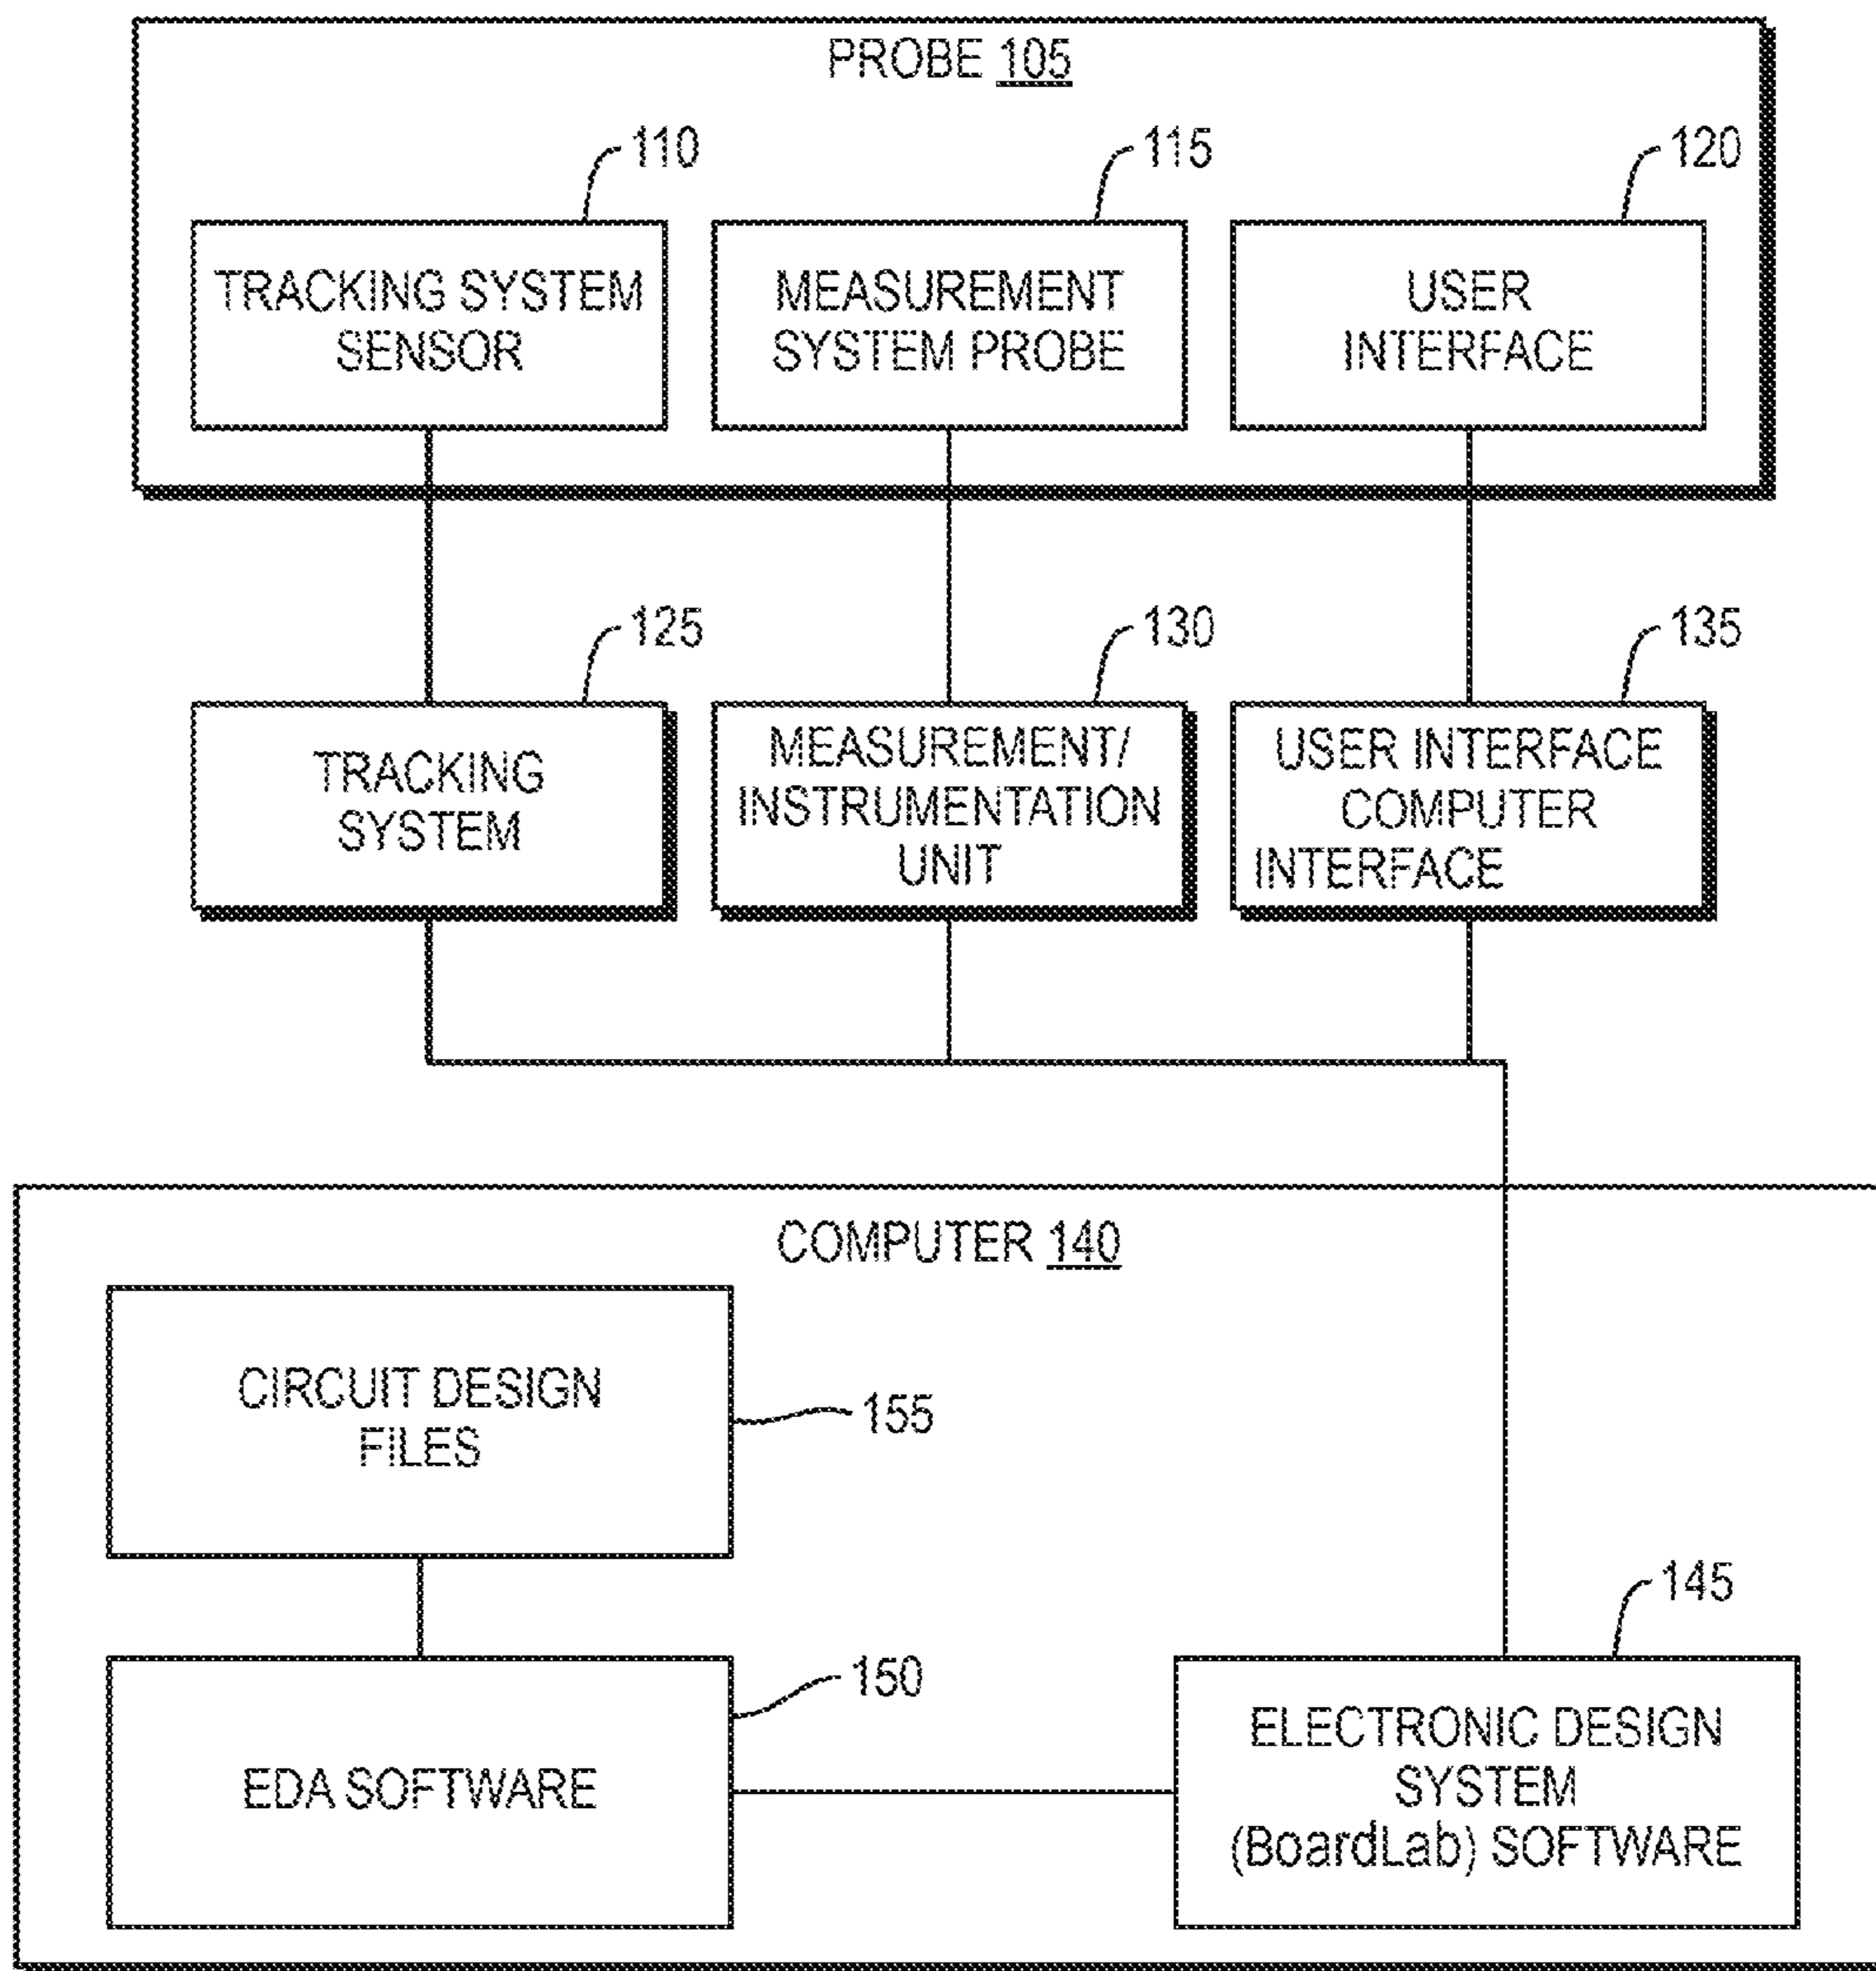 PROBE 105
110
115
120
TRACKING SYSTEM
SENSOR
MEASUREMENT
SYSTEM PROBE
USER
INTERFACE
125
130
135
TRACKING
SYSTEM
MEASUREMENT/
INSTRUMENTATION
UNIT
USER INTERFACE
COMPUTER
INTERFACE
COMPUTER 140
CIRCUIT DESIGN
FILES
155
150
EDA SOFTWARE
145
ELECTRONIC DESIGN
SYSTEM
(BoardLab) SOFTWARE